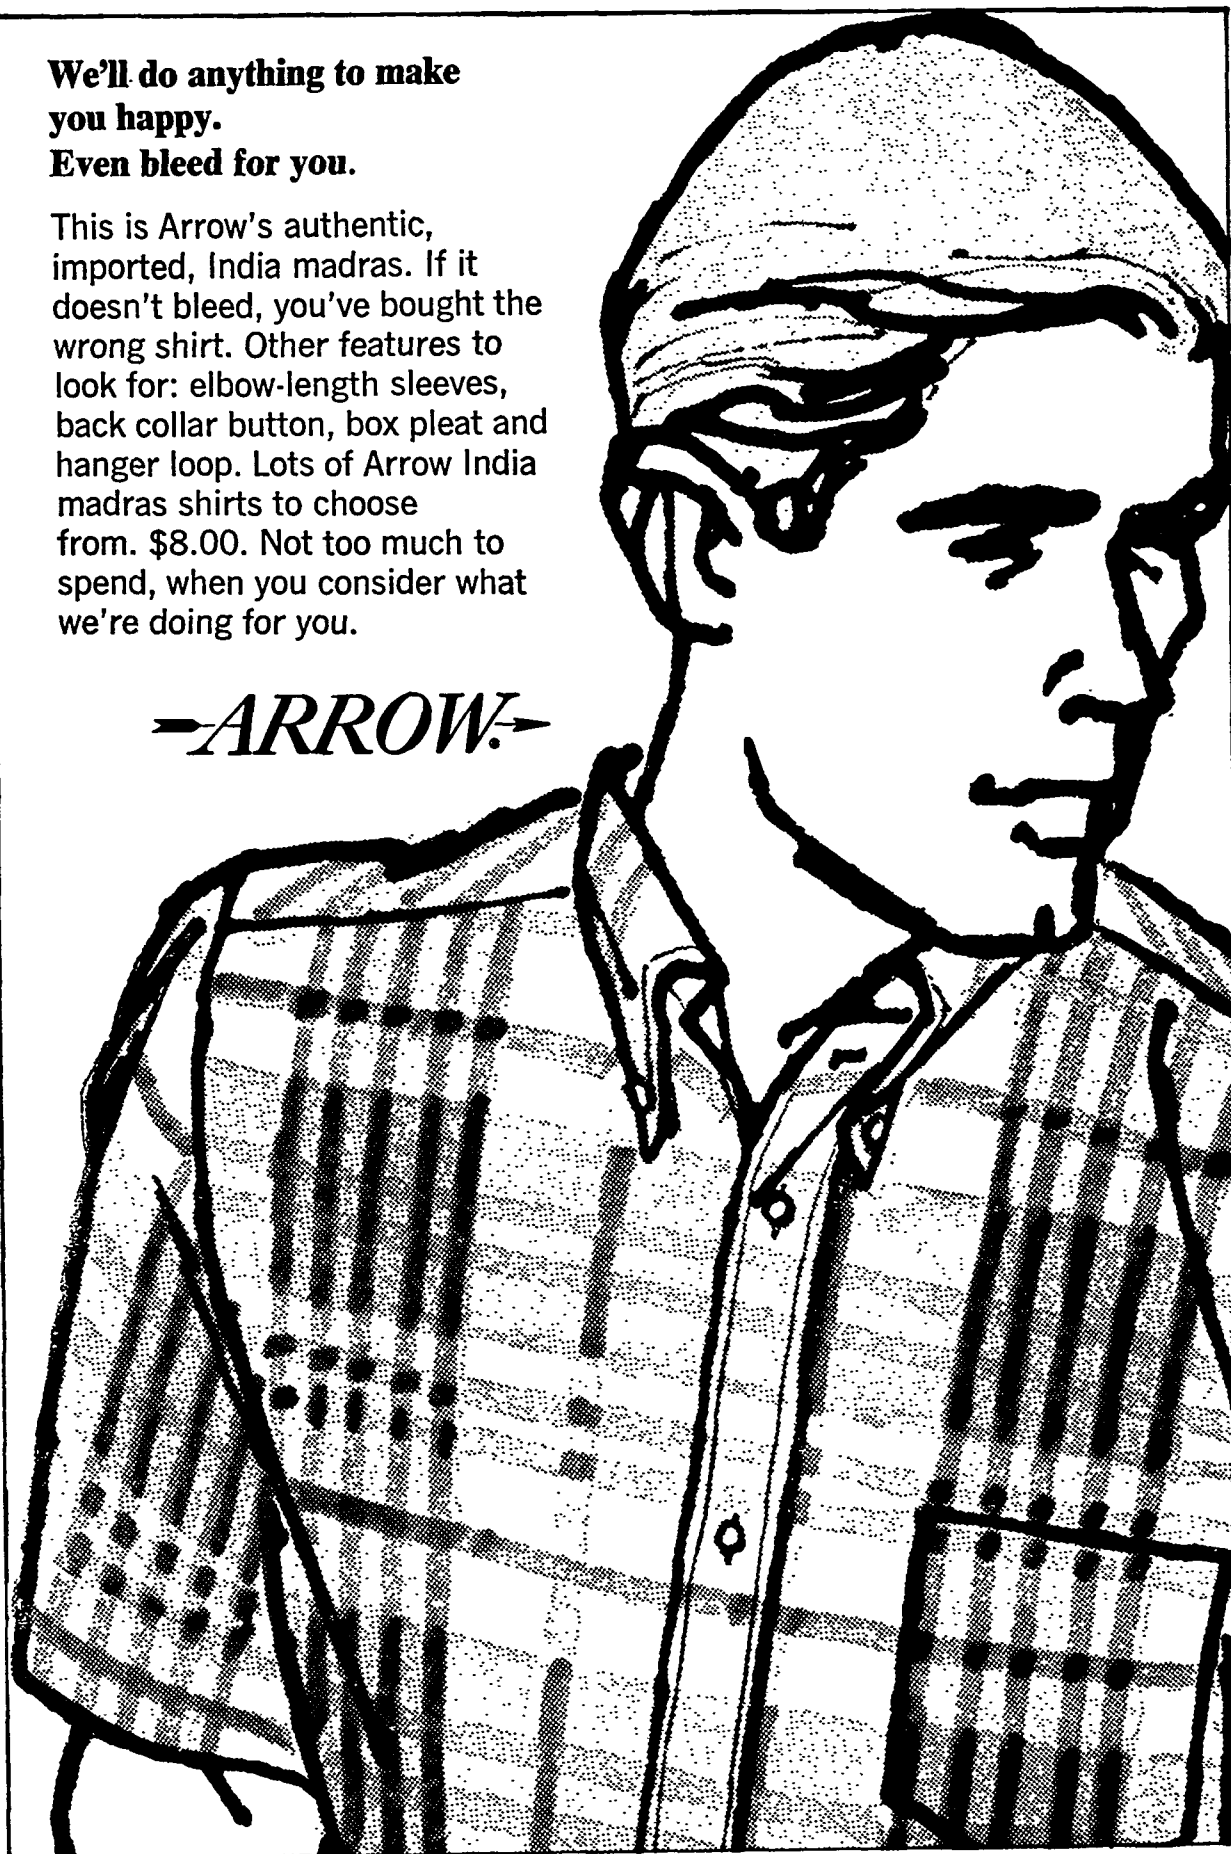 We'll do anything to make
you happy.
Even bleed for you.
This is Arrow's authentic,
imported, India madras. If it
doesn't bleed, you've bought the
wrong shirt. Other features to
look for: elbow-length sleeves,
back collar button, box pleat and
hanger loop. Lots of Arrow India
madras shirts to choose
from. $8.00. Not too much to
spend, when you consider what
we're doing for you.
ARROW.